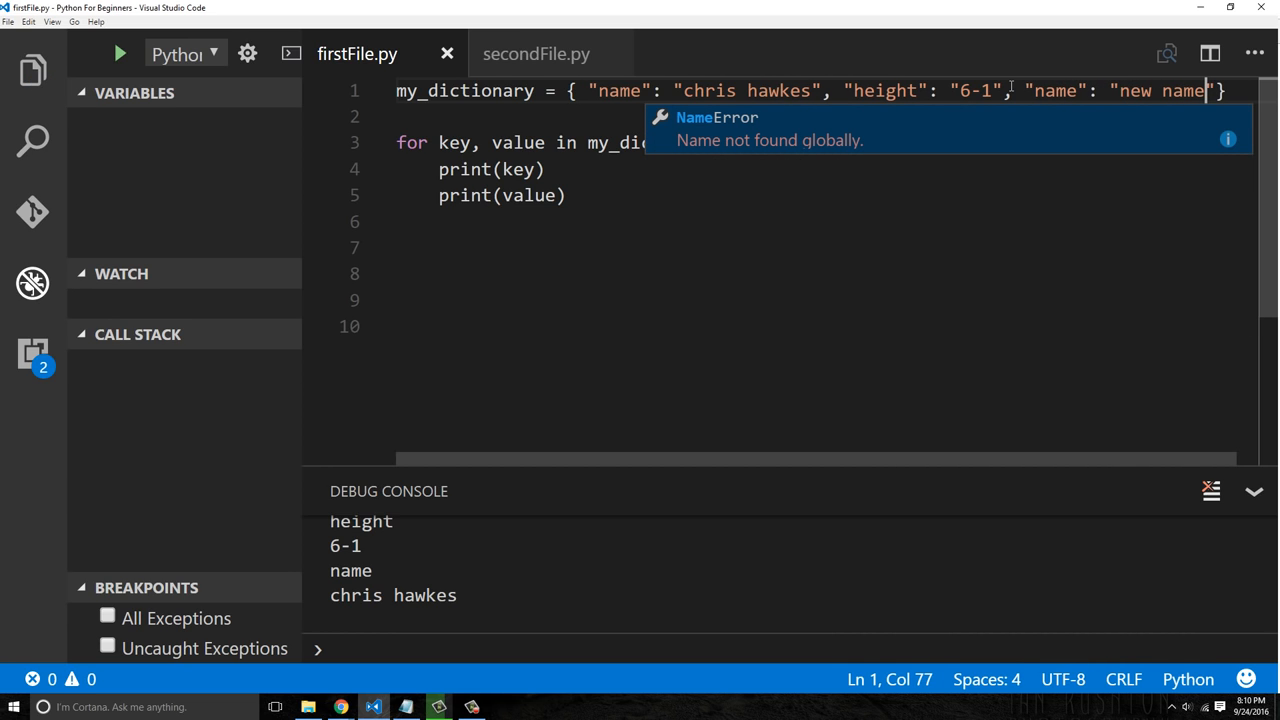 firstFile.py - Python For Beginners - Visual Studio Code
File Edit View Go Help
Pythor
firstFile.py
secondFile.py
VARIABLES
WATCH
CALL STACK
BREAKPOINTS
All Exceptions
Uncaught Exceptions
2
1 my_dictionary = { "name": "chris hawkes", "height": "6-1", "name": "new name"}
NameError
Name not found globally.
2
3 for key, value in my_dic
4 print(key)
5 print(value)
6
7
8
9
10
DEBUG CONSOLE
height
6-1
name
chris hawkes
0 0
Ln 1, Col 77
Spaces: 4
UTF-8
CRLF
Python
I'm Cortana. Ask me anything.
8:10 PM
9/24/2016